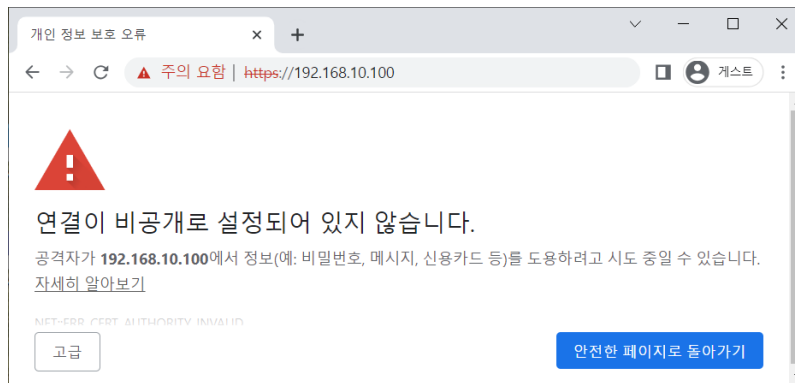 개인 정보 보호 오류
주의 요함 | https://192.168.10.100
게스트
연결이 비공개로 설정되어 있지 않습니다.
공격자가 192.168.10.100에서 정보(예: 비밀번호, 메시지, 신용카드 등)를 도용하려고 시도 중일 수 있습니다.
자세히 알아보기
NET::ERR_CERT_AUTHORITY_INVALID
고급
안전한 페이지로 돌아가기